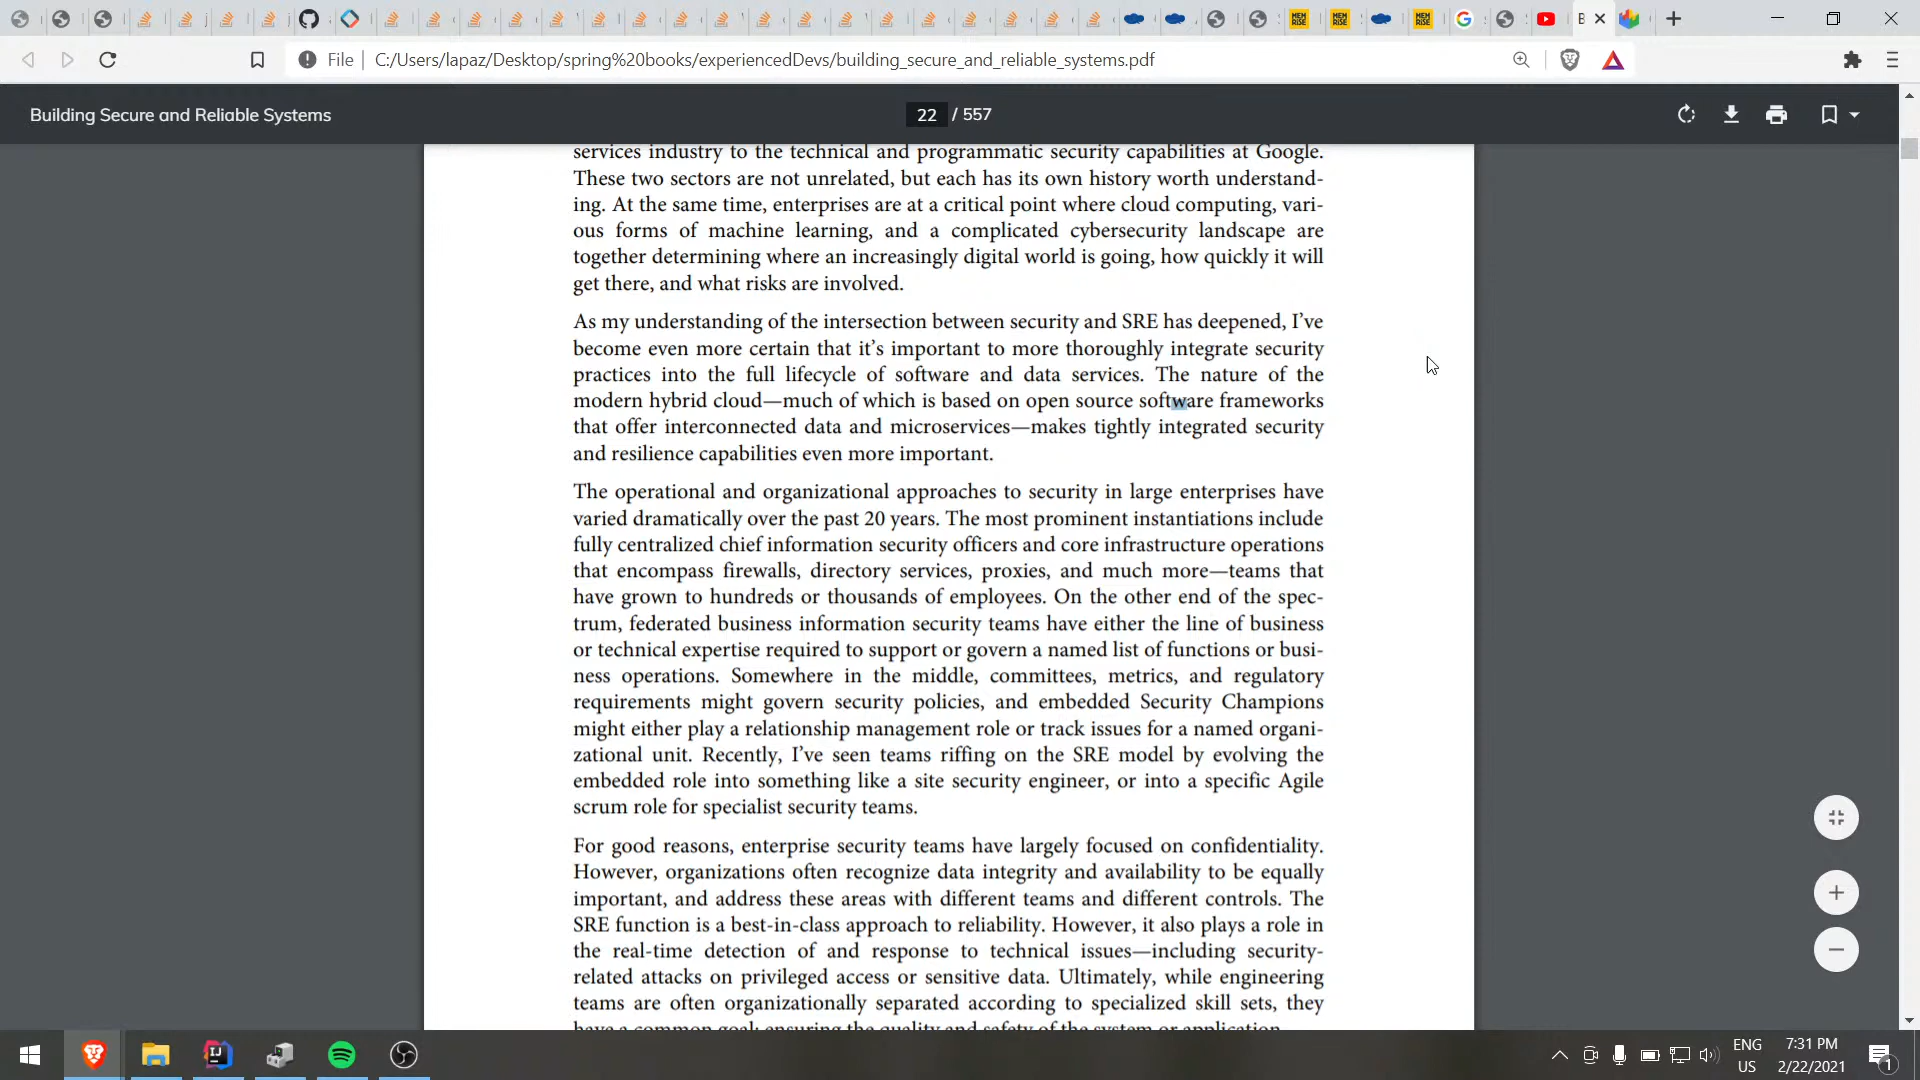 File
C:/Users/lapaz/Desktop/spring%20books/experiencedDevs/building_secure_and_reliable_systems.pdf
Building Secure and Reliable Systems
22 / 557
services industry to the technical and programmatic security capabilities at Google.
These two sectors are not unrelated, but each has its own history worth understand-
ing. At the same time, enterprises are at a critical point where cloud computing, vari-
ous forms of machine learning, and a complicated cybersecurity landscape are
together determining where an increasingly digital world is going, how quickly it will
get there, and what risks are involved.
As my understanding of the intersection between security and SRE has deepened, I’ve
become even more certain that it’s important to more thoroughly integrate security
practices into the full lifecycle of software and data services. The nature of the
modern hybrid cloud—much of which is based on open source software frameworks
that offer interconnected data and microservices—makes tightly integrated security
and resilience capabilities even more important.
The operational and organizational approaches to security in large enterprises have
varied dramatically over the past 20 years. The most prominent instantiations include
fully centralized chief information security officers and core infrastructure operations
that encompass firewalls, directory services, proxies, and much more—teams that
have grown to hundreds or thousands of employees. On the other end of the spec-
trum, federated business information security teams have either the line of business
or technical expertise required to support or govern a named list of functions or busi-
ness operations. Somewhere in the middle, committees, metrics, and regulatory
requirements might govern security policies, and embedded Security Champions
might either play a relationship management role or track issues for a named organi-
zational unit. Recently, I’ve seen teams riffing on the SRE model by evolving the
embedded role into something like a site security engineer, or into a specific Agile
scrum role for specialist security teams.
For good reasons, enterprise security teams have largely focused on confidentiality.
However, organizations often recognize data integrity and availability to be equally
important, and address these areas with different teams and different controls. The
SRE function is a best-in-class approach to reliability. However, it also plays a role in
the real-time detection of and response to technical issues—including security-
related attacks on privileged access or sensitive data. Ultimately, while engineering
teams are often organizationally separated according to specialized skill sets, they
have a common goal: ensuring the quality and safety of the system or application.
ENG
US
7:31 PM
2/22/2021
1